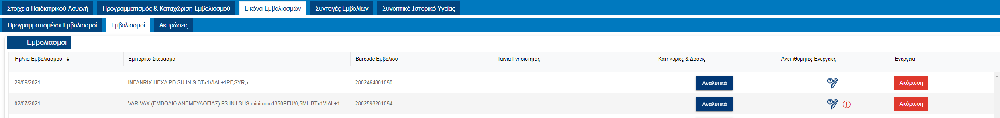 Στοιχεία Παιδιατρικού Ασθενή Προγραμματισμός & Καταχώριση Εμβολιασμού Εικόνα Εμβολιασμών Συνταγές Εμβολίων Συνοπτικό Ιστορικό Υγείας
Προγραμματισμένοι Εμβολιασμοί Εμβολιασμοί Ακυρώσεις
Εμβολιασμοί
Ημ/νία Εμβολιασμού ↓ Εμπορικό Σκεύασμα Barcode Εμβολίου Ταινία Γνησιότητας Κατηγορίες & Δόσεις Ανεπιθύμητες Ενέργειες Ενέργεια
29/09/2021 INFANRIX HEXA PD.SU.IN.S BTx1VIAL+1PF,SYR,x 2802464801050 Αναλυτικά Ακύρωση
02/07/2021 VARIVAX (ΕΜΒΟΛΙΟ ΑΝΕΜΕΥΛΟΓΙΑΣ) PS.INJ.SUS minimum1350PFU/0,5ML BTx1VIAL+1... 2802598201054 Αναλυτικά Ακύρωση